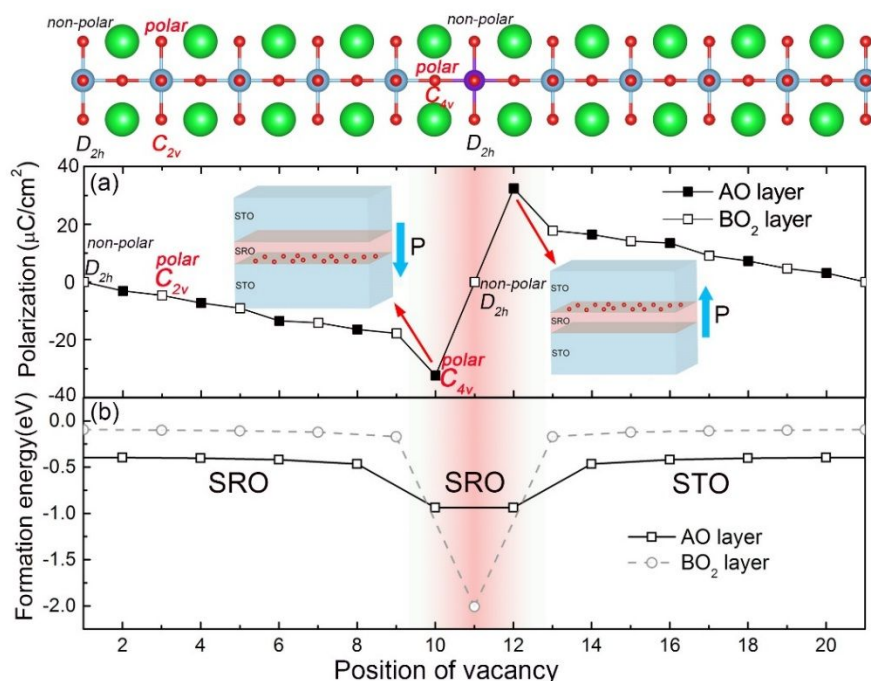 non-polar polar non-polar
polar
C4v
D2h C2v D2h
40
20
0
-20
-40
Polarization (μC/cm²)
(a)
AO layer
BO2 layer
non-polar
D2h
polar
C2v
STO
SRO
STO
P
non-polar
D2h
STO
SRO
STO
P
polar
C4v
0.0
-0.5
-1.0
-1.5
-2.0
Formation energy(eV)
(b)
SRO SRO STO
AO layer
BO2 layer
2 4 6 8 10 12 14 16 18 20
Position of vacancy